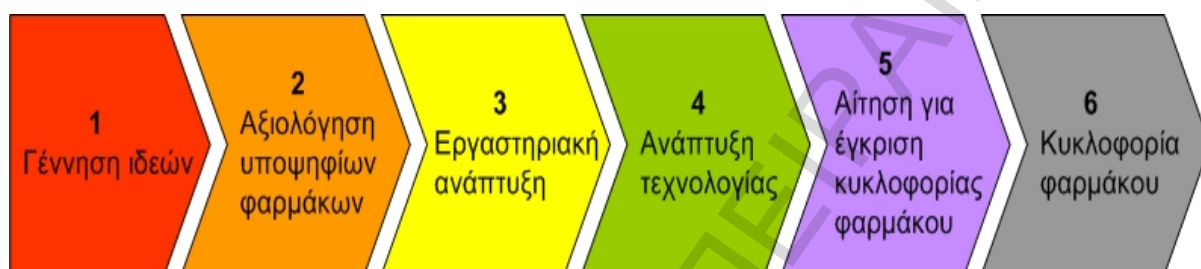 1
Γέννηση ιδεών
2
Αξιολόγηση
υποψηφίων
φαρμάκων
3
Εργαστηριακή
ανάπτυξη
4
Ανάπτυξη
τεχνολογίας
5
Αίτηση για
έγκριση
κυκλοφορίας
φαρμάκου
6
Κυκλοφορία
φαρμάκου